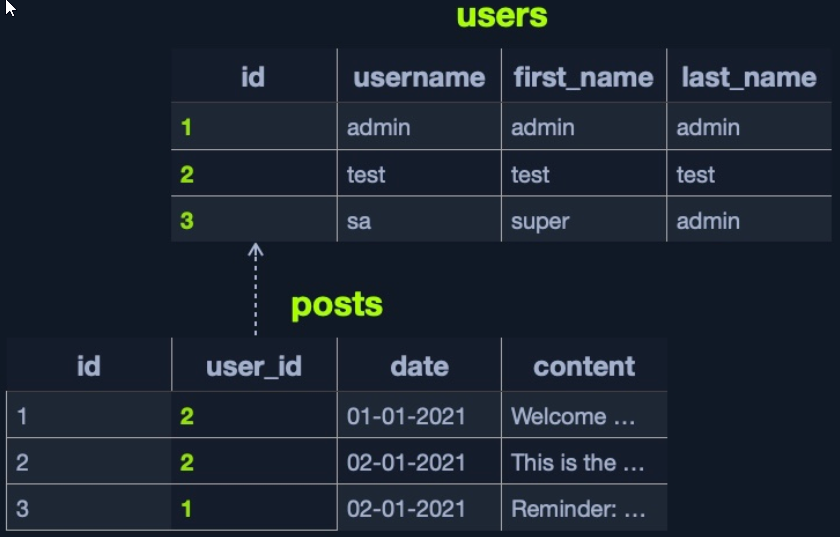 users
id username first_name last_name
1 admin admin admin
2 test test test
3 sa super admin
posts
id user_id date content
1 2 01-01-2021 Welcome ...
2 2 02-01-2021 This is the ...
3 1 02-01-2021 Reminder: ...